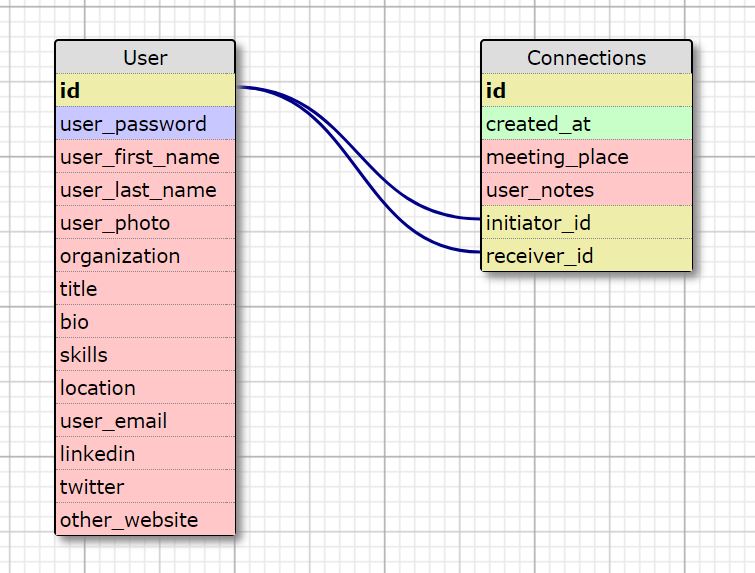 User
id
user_password
user_first_name
user_last_name
user_photo
organization
title
bio
skills
location
user_email
linkedin
twitter
other_website
Connections
id
created_at
meeting_place
user_notes
initiator_id
receiver_id